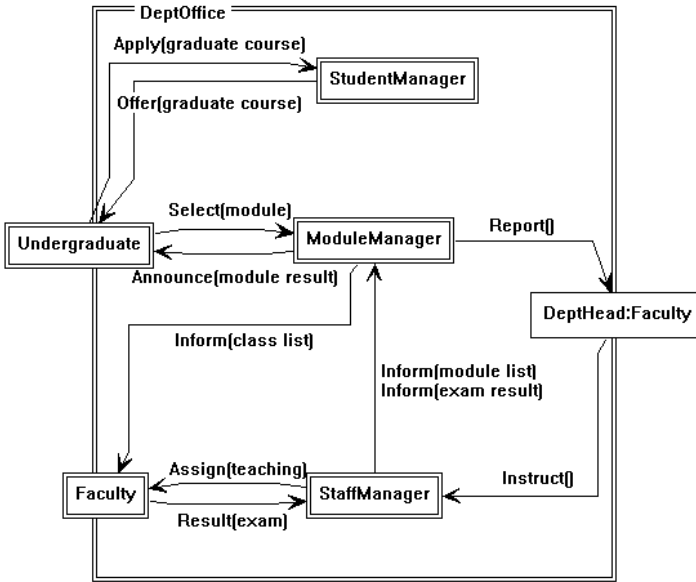 DeptOffice
Apply(graduate course)
StudentManager
Offer(graduate course)
Select(module)
Undergraduate
ModuleManager
Report()
Announce(module result)
DeptHead:Faculty
Inform(class list)
Inform(module list)
Inform(exam result)
Assign(teaching)
Faculty
StaffManager
Instruct()
Result(exam)